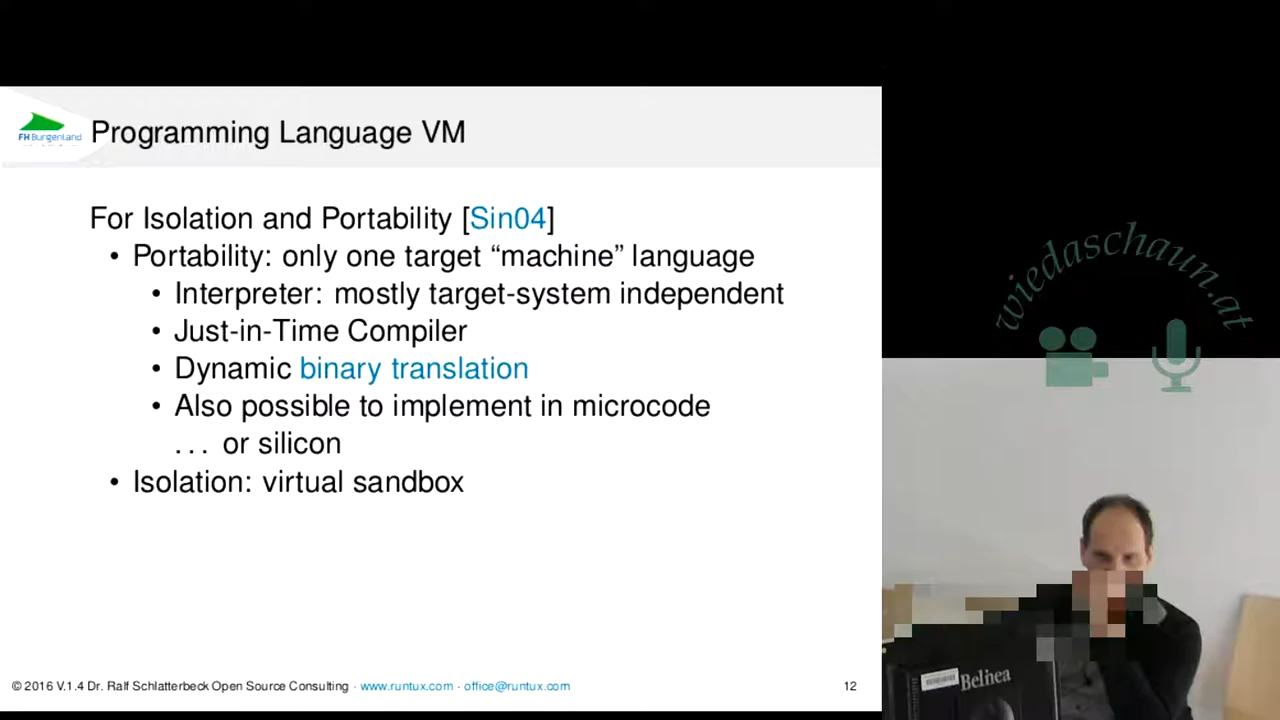 FH Burgenland
Programming Language VM
For Isolation and Portability [Sin04]
• Portability: only one target “machine” language
• Interpreter: mostly target-system independent
• Just-in-Time Compiler
• Dynamic binary translation
• Also possible to implement in microcode
... or silicon
• Isolation: virtual sandbox
© 2016 V.1.4 Dr. Ralf Schlatterbeck Open Source Consulting · www.runtux.com · office@runtux.com
12
wiedaschaun.at
Belinea